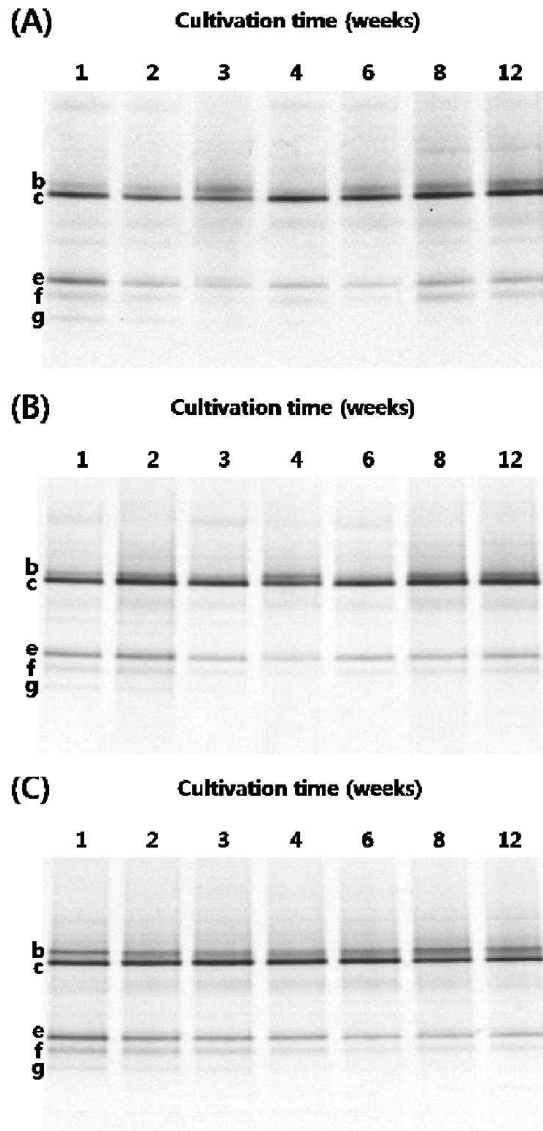 (A) Cultivation time (weeks)
1 2 3 4 6 8 12
b
c
e
f
g
(B) Cultivation time (weeks)
1 2 3 4 6 8 12
b
c
e
f
g
(C) Cultivation time (weeks)
1 2 3 4 6 8 12
b
c
e
f
g